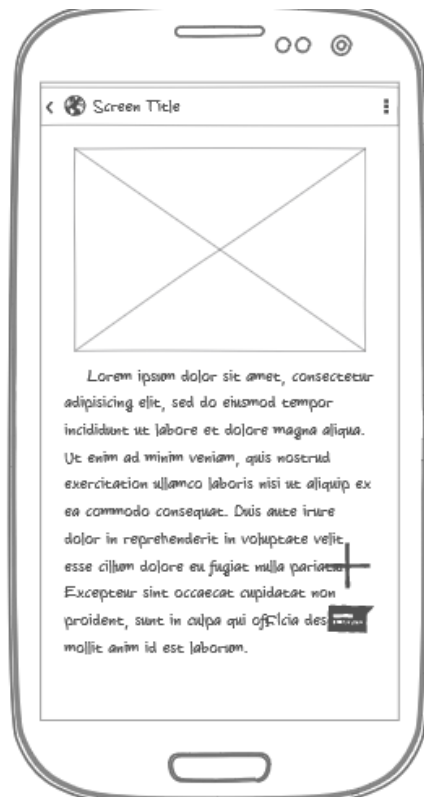 Screen Title
Lorem ipsum dolor sit amet, consectetur
adipisicing elit, sed do eiusmod tempor
incididunt ut labore et dolore magna aliqua.
Ut enim ad minim veniam, quis nostrud
exercitation ullamco laboris nisi ut aliquip ex
ea commodo consequat. Duis aute irure
dolor in reprehenderit in voluptate velit
esse cillum dolore eu fugiat nulla
Excepteur sint occaecat cupidatat non
proident, sunt in culpa qui officia
mollit anim id est laborum.